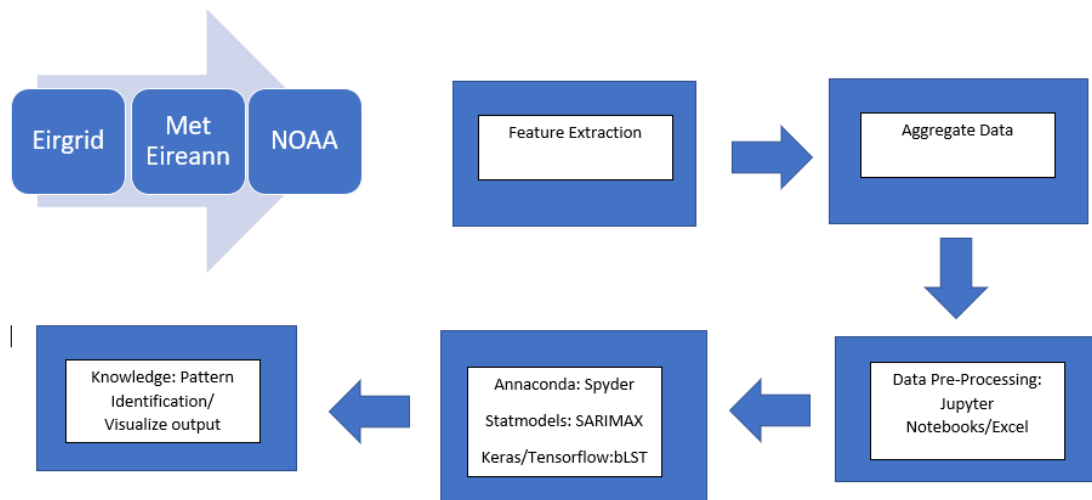 Eirgrid
Met
Eireann
NOAA
Feature Extraction
Aggregate Data
Data Pre-Processing:
Jupyter
Notebooks/Excel
Annaconda: Spyder
Statmodels: SARIMAX
Keras/Tensorflow:bLST
Knowledge: Pattern
Identification/
Visualize output